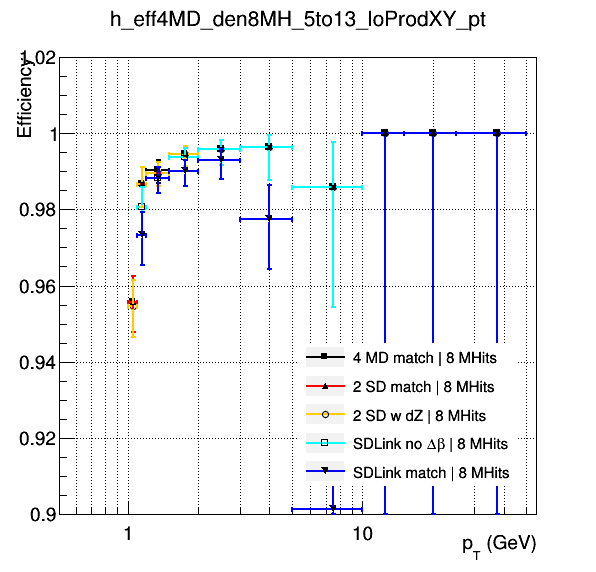 h_eff4MD_den8MH_5to13_loProdXY_pt
Efficiency
1.02
1
0.98
0.96
0.94
0.92
0.9
4 MD match | 8 MHits
2 SD match | 8 MHits
2 SD w dZ | 8 MHits
SDLink no Δβ | 8 MHits
SDLink match | 8 MHits
1
10
p_T (GeV)